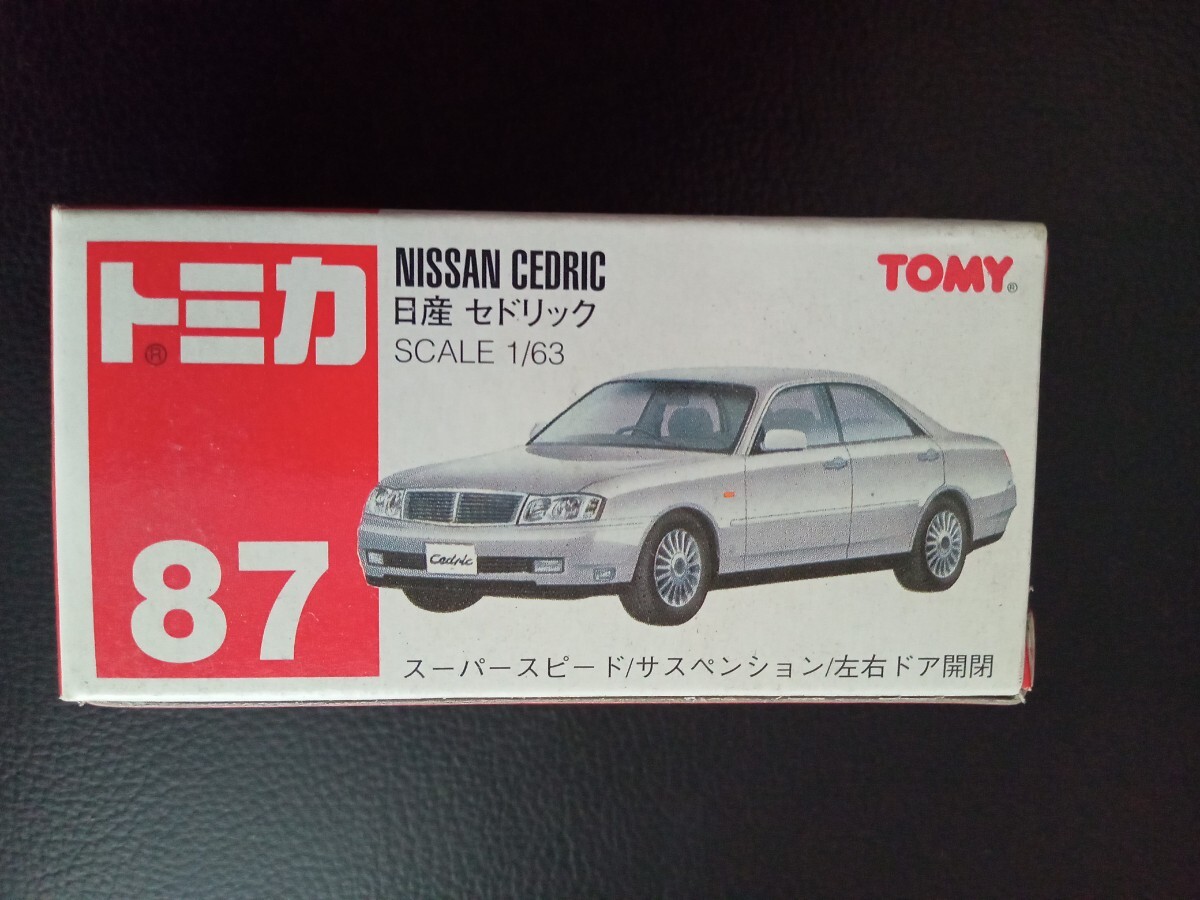 トミカ®
87
NISSAN CEDRIC
日産 セドリック
SCALE 1/63
TOMY®
Cedric
スーパースピード/サスペンション/左右ドア開閉